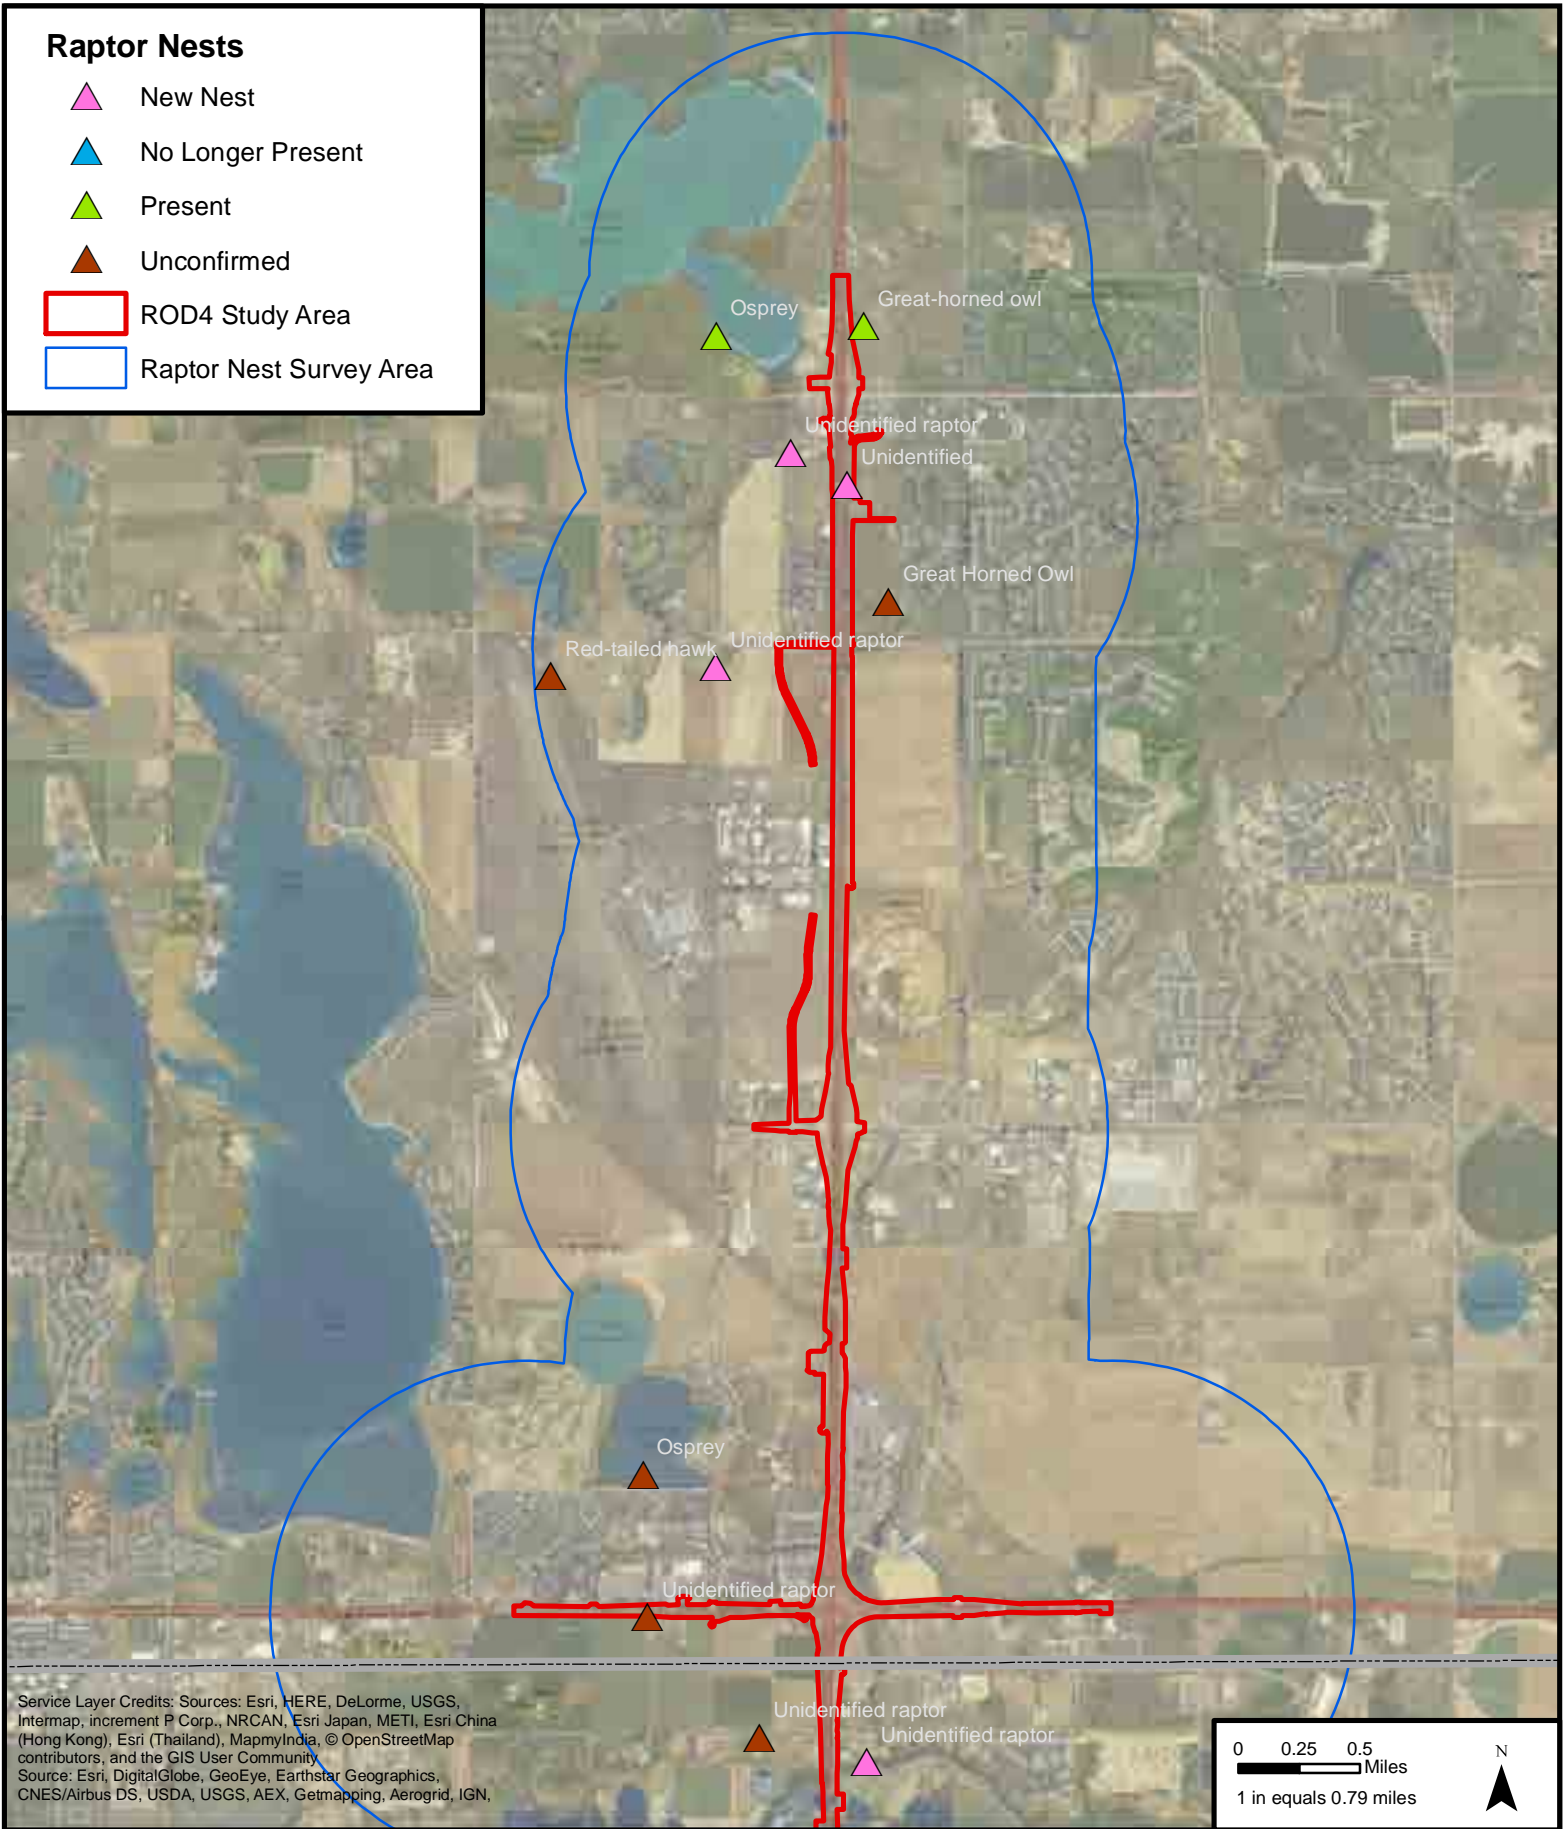 Raptor Nests
New Nest
No Longer Present
Present
Unconfirmed
ROD4 Study Area
Raptor Nest Survey Area
Great-horned owl
Osprey
Unidentified raptor
Unidentified
Great Horned Owl
Red-tailed hawk
Unidentified raptor
Osprey
Unidentified raptor
Unidentified raptor
Unidentified raptor
Service Layer Credits: Sources: Esri, HERE, DeLorme, USGS,
Intermap, increment P Corp., NRCAN, Esri Japan, METI, Esri China
(Hong Kong), Esri (Thailand), MapmyIndia, © OpenStreetMap
contributors, and the GIS User Community
Source: Esri, DigitalGlobe, GeoEye, Earthstar Geographics,
CNES/Airbus DS, USDA, USGS, AEX, Getmapping, Aerogrid, IGN,
0 0.25 0.5
Miles
1 in equals 0.79 miles
N